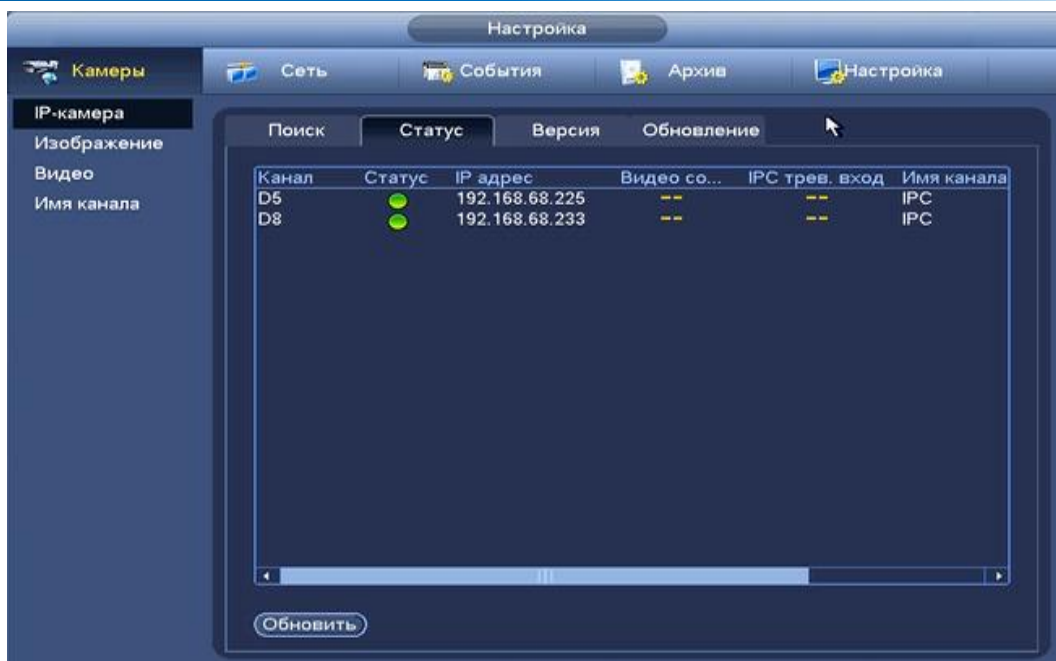 Настройка
Камеры Сеть События Архив Настройка
IP-камера
Изображение
Видео
Имя канала
Поиск Статус Версия Обновление
Канал Статус IP адрес Видео со... IPC трев. вход Имя канала
D5 192.168.68.225 -- -- IPC
D8 192.168.68.233 -- -- IPC
Обновить